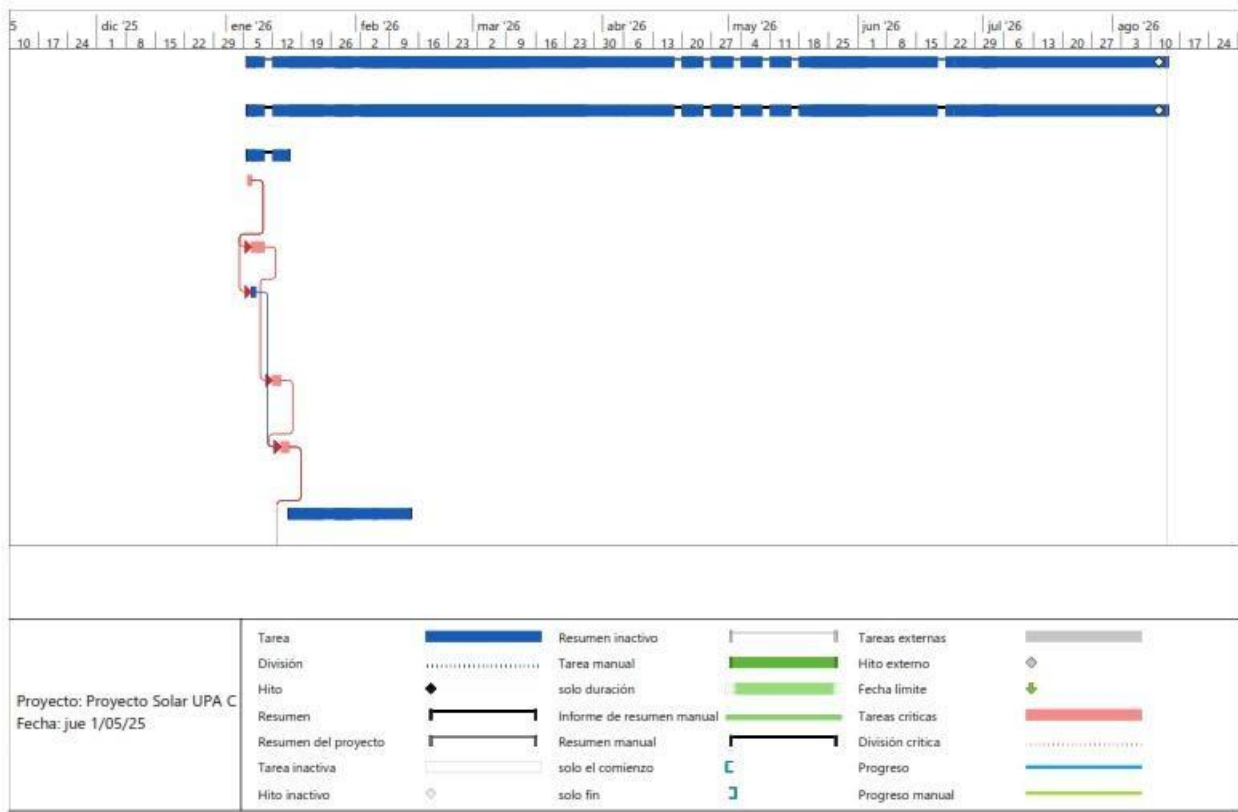 5 dic '25 ene '26 feb '26 mar '26 abr '26 may '26 jun '26 jul '26 ago '26
10 17 24 1 8 15 22 29 5 12 19 26 2 9 16 23 2 9 16 23 30 6 13 20 27 4 11 18 25 1 8 15 22 29 6 13 20 27 3 10 17 24
Proyecto: Proyecto Solar UPA C
Fecha: jue 1/05/25
Tarea
División
Hito
Resumen
Resumen del proyecto
Tarea inactiva
Hito inactivo
Resumen inactivo
Tarea manual
solo duración
Informe de resumen manual
Resumen manual
solo el comienzo
solo fin
Tareas externas
Hito externo
Fecha límite
Tareas críticas
División crítica
Progreso
Progreso manual